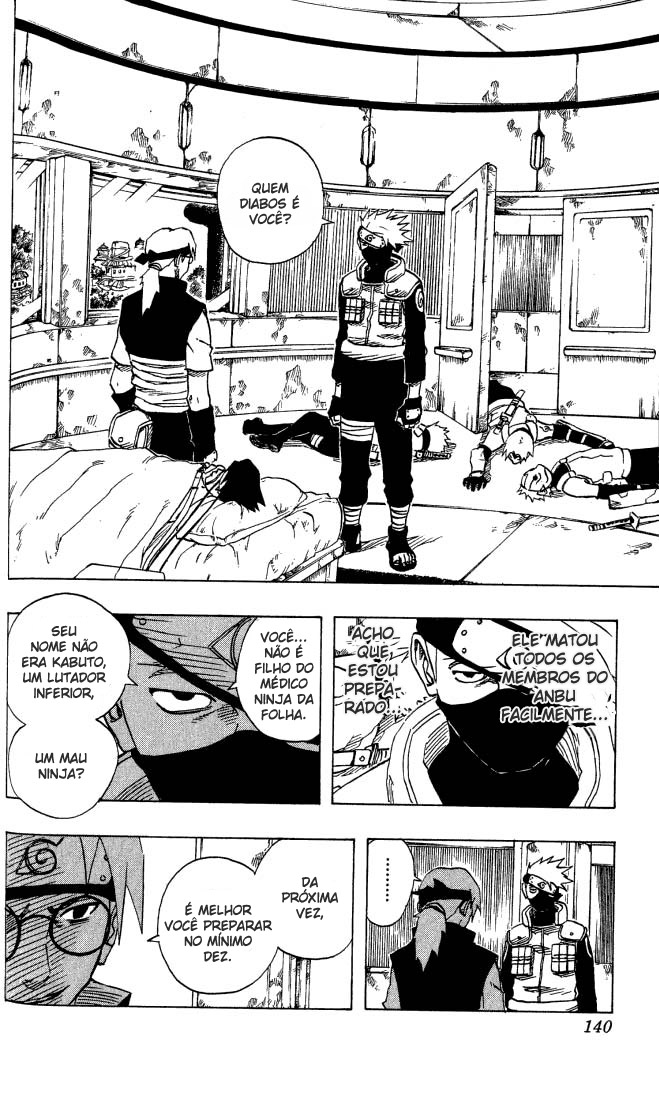 QUEM
DIABOS É
VOCÊ?
ELE MATOU
TODOS OS
MEMBROS DO
ANBU
FACILMENTE...
ACHO
QUE
ESTOU
PREPA
RADO!...
VOCÊ...
NÃO É
FILHO DO
MÉDICO
NINJA DA
FOLHA.
SEU
NOME NÃO
ERA KABUTO,
UM LUTADOR
INFERIOR,
UM MAU
NINJA?
.........
DA
PRÓXIMA
VEZ,
É MELHOR
VOCÊ PREPARAR
NO MÍNIMO
DEZ.
140